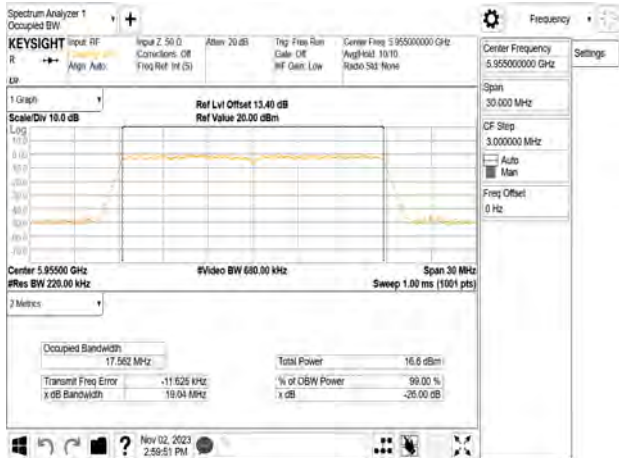 Spectrum Analyzer 1
Occupied BW
+
Frequency
KEYSIGHT
Input: RF
Input Z: 50 Ω
Atten: 20 dB
Trig: Free Run
Center Freq: 5.955000000 GHz
R
Corrections: Off
Gate: Off
Avg|Hold: 10/10
Align: Auto
Freq Ref: Int (S)
#IF Gain: Low
Radio Std: None
Center Frequency
5.955000000 GHz
Settings
Span
30.000 MHz
CF Step
3.000000 MHz
Auto
Man
Freq Offset
0 Hz
1 Graph
Scale/Div 10.0 dB
Ref Lvl Offset 13.40 dB
Ref Value 20.00 dBm
Log
10.0
0.00
Center 5.95500 GHz
#Video BW 680.00 kHz
Span 30 MHz
#Res BW 220.00 kHz
Sweep 1.00 ms (1001 pts)
2 Metrics
Occupied Bandwidth
17.562 MHz
Total Power
16.6 dBm
Transmit Freq Error
-11.625 kHz
% of OBW Power
99.00 %
x dB Bandwidth
19.04 MHz
x dB
-26.00 dB
?
Nov 02, 2023
2:59:51 PM